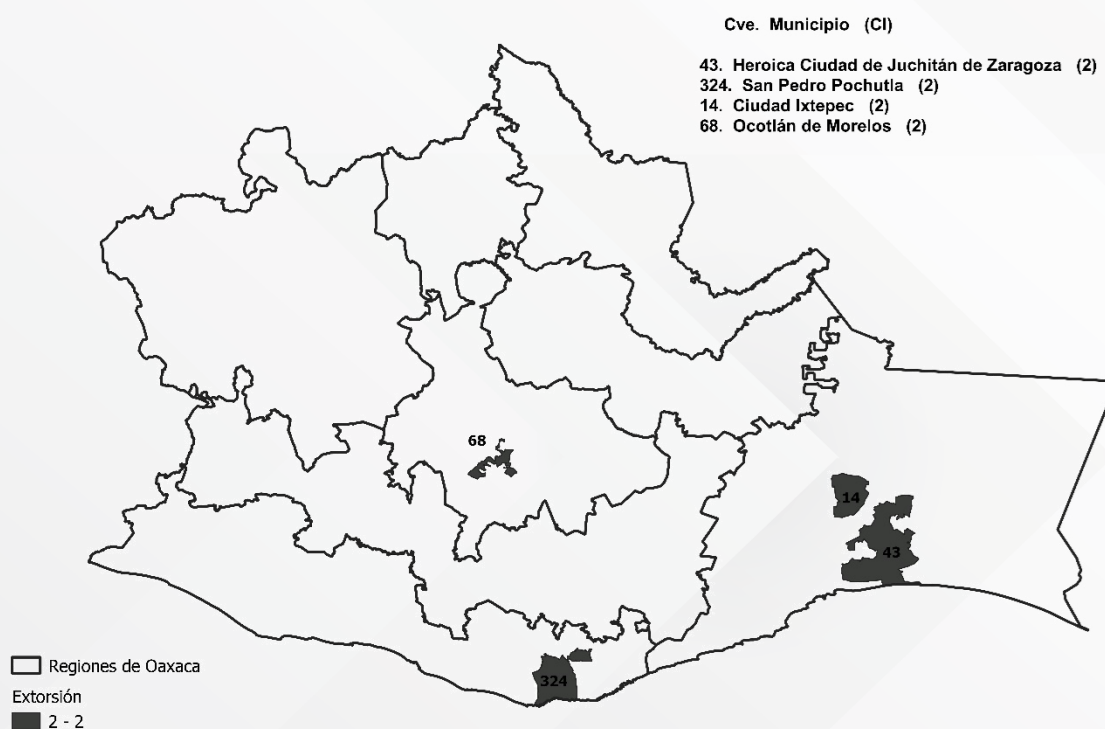 Cve. Municipio (CI)
43. Heroica Ciudad de Juchitán de Zaragoza (2)
324. San Pedro Pochutla (2)
14. Ciudad Ixtepec (2)
68. Ocotlán de Morelos (2)
68
14
43
324
Regiones de Oaxaca
Extorsión
2 - 2